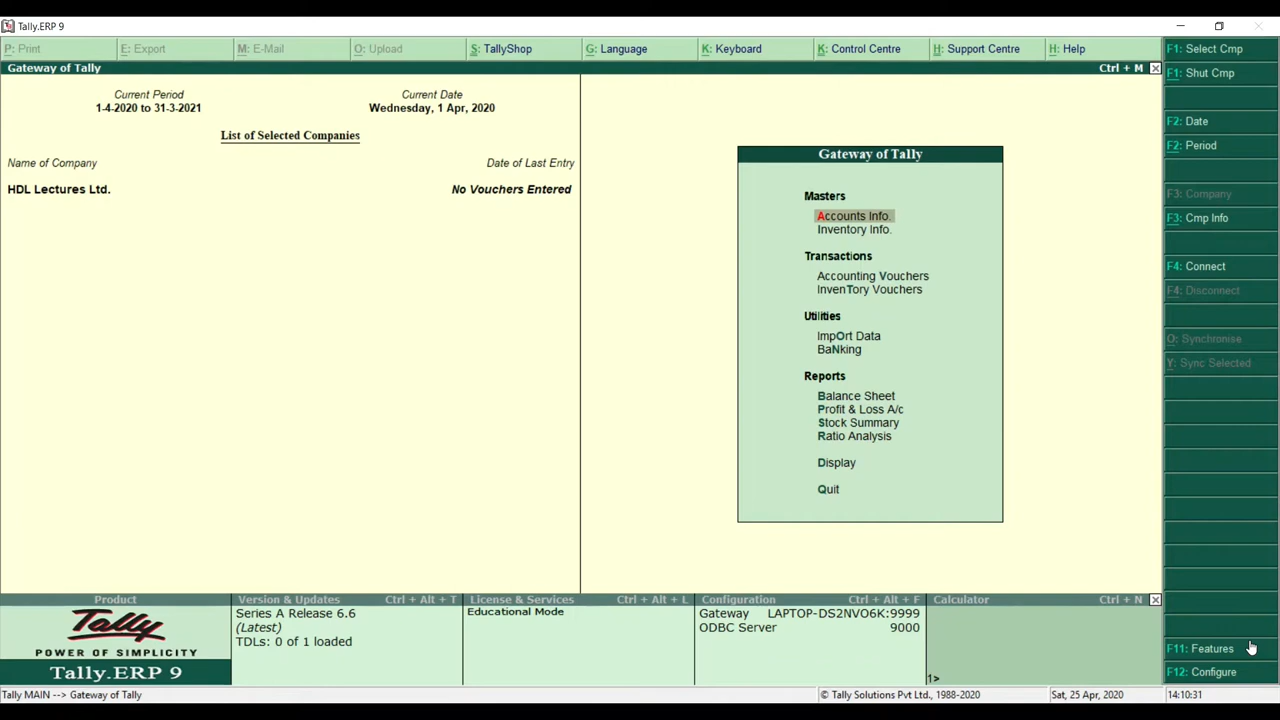 Tally.ERP 9
P: Print
E: Export
M: E-Mail
O: Upload
S: TallyShop
G: Language
K: Keyboard
K: Control Centre
H: Support Centre
H: Help
Gateway of Tally
Ctrl + M
Current Period
1-4-2020 to 31-3-2021
Current Date
Wednesday, 1 Apr, 2020
List of Selected Companies
Name of Company
Date of Last Entry
HDL Lectures Ltd.
No Vouchers Entered
Gateway of Tally
Masters
Accounts Info.
Inventory Info.
Transactions
Accounting Vouchers
InvenTory Vouchers
Utilities
ImpOrt Data
BaNking
Reports
Balance Sheet
Profit & Loss A/c
Stock Summary
Ratio Analysis
Display
Quit
F1: Select Cmp
F1: Shut Cmp
F2: Date
F2: Period
F3: Company
F3: Cmp Info
F4: Connect
F4: Disconnect
O: Synchronise
Y: Sync Selected
F11: Features
F12: Configure
Product
Tally
POWER OF SIMPLICITY
Tally.ERP 9
Version & Updates
Ctrl + Alt + T
Series A Release 6.6
(Latest)
TDLs: 0 of 1 loaded
License & Services
Ctrl + Alt + L
Educational Mode
Configuration
Ctrl + Alt + F
Gateway LAPTOP-DS2NVO6K:9999
ODBC Server 9000
Calculator
Ctrl + N
1>
Tally MAIN --> Gateway of Tally
© Tally Solutions Pvt Ltd., 1988-2020
Sat, 25 Apr, 2020
14:10:31